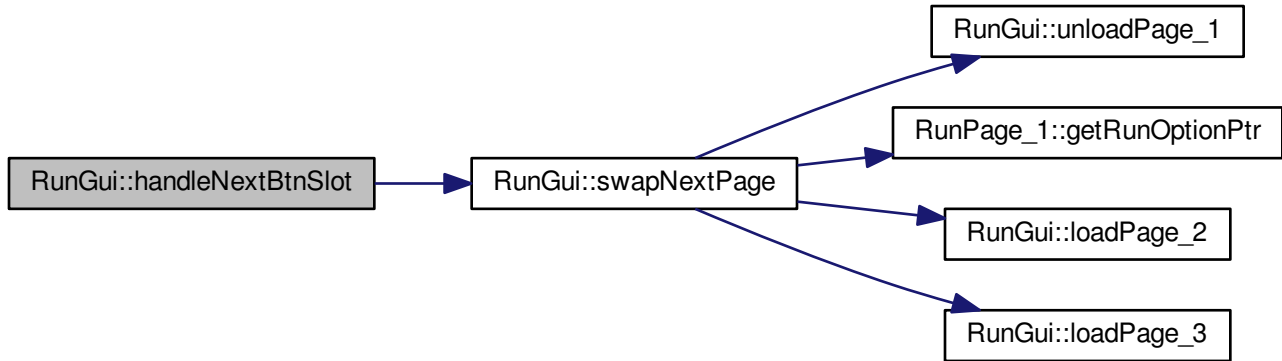 RunGui::handleNextBtnSlot
RunGui::swapNextPage
RunGui::unloadPage_1
RunPage_1::getRunOptionPtr
RunGui::loadPage_2
RunGui::loadPage_3